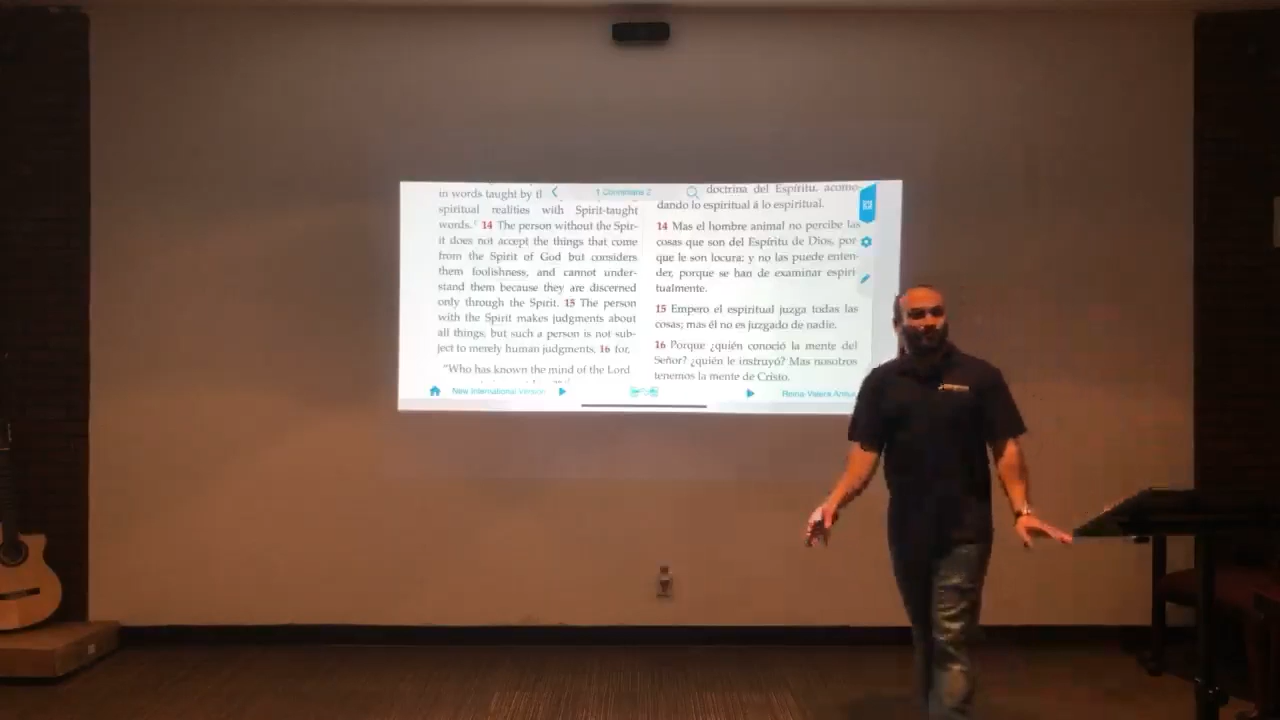 1 Corinthians 2
in words taught by
spiritual realities with Spirit-taught
words. 14 The person without the Spir-
it does not accept the things that come
from the Spirit of God but considers
them foolishness, and cannot under-
stand them because they are discerned
only through the Spirit. 15 The person
with the Spirit makes judgments about
all things, but such a person is not sub-
ject to merely human judgments, 16 for,
"Who has known the mind of the Lord
New International Version
doctrina del Espíritu, acomo-
dando lo espiritual á lo espiritual.
14 Mas el hombre animal no percibe las
cosas que son del Espíritu de Dios, por-
que le son locura: y no las puede enten-
der, porque se han de examinar espiri-
tualmente.
15 Empero el espiritual juzga todas las
cosas; mas él no es juzgado de nadie.
16 Porque ¿quién conoció la mente del
Señor? ¿quién le instruyó? Mas nosotros
tenemos la mente de Cristo.
Reina-Valera